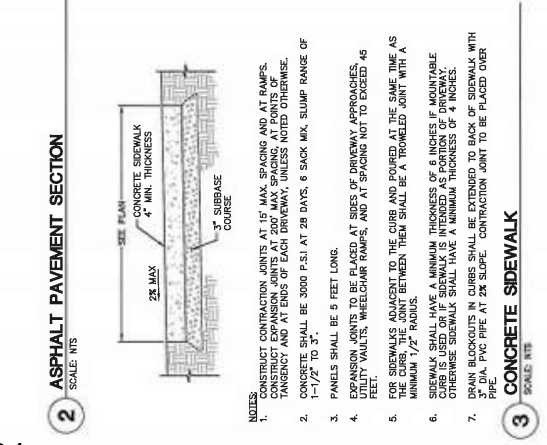 2
ASPHALT PAVEMENT SECTION
SCALE: NTS
SEE PLAN
2% MAX
CONCRETE SIDEWALK
4" MIN. THICKNESS
3" SUBBASE
COURSE
NOTES:
1. CONSTRUCT CONTRACTION JOINTS AT 15' MAX. SPACING AND AT RAMPS.
CONSTRUCT EXPANSION JOINTS AT 200' MAX SPACING, AT POINTS OF
TANGENCY AND AT ENDS OF EACH DRIVEWAY, UNLESS NOTED OTHERWISE.
2. CONCRETE SHALL BE 3000 P.S.I AT 28 DAYS, 6 SACK MIX, SLUMP RANGE OF
1-1/2" TO 3".
3. PANELS SHALL BE 5 FEET LONG.
4. EXPANSION JOINTS TO BE PLACED AT SIDES OF DRIVEWAY APPROACHES,
UTILITY VAULTS, WHEELCHAIR RAMPS, AND AT SPACING NOT TO EXCEED 45
FEET.
5. FOR SIDEWALKS ADJACENT TO THE CURB AND POURED AT THE SAME TIME AS
THE CURB, THE JOINT BETWEEN THEM SHALL BE A TROWELED JOINT WITH A
MINIMUM 1/2" RADIUS.
6. SIDEWALK SHALL HAVE A MINIMUM THICKNESS OF 6 INCHES IF MOUNTABLE
CURB IS USED OR IF SIDEWALK IS INTENDED AS PORTION OF DRIVEWAY.
OTHERWISE SIDEWALK SHALL HAVE A MINIMUM THICKNESS OF 4 INCHES.
7. DRAIN BLOCKOUTS IN CURBS SHALL BE EXTENDED TO BACK OF SIDEWALK WITH
3" DIA. PVC PIPE AT 2% SLOPE. CONTRACTION JOINT TO BE PLACED OVER
PIPE.
3
CONCRETE SIDEWALK
SCALE: NTS